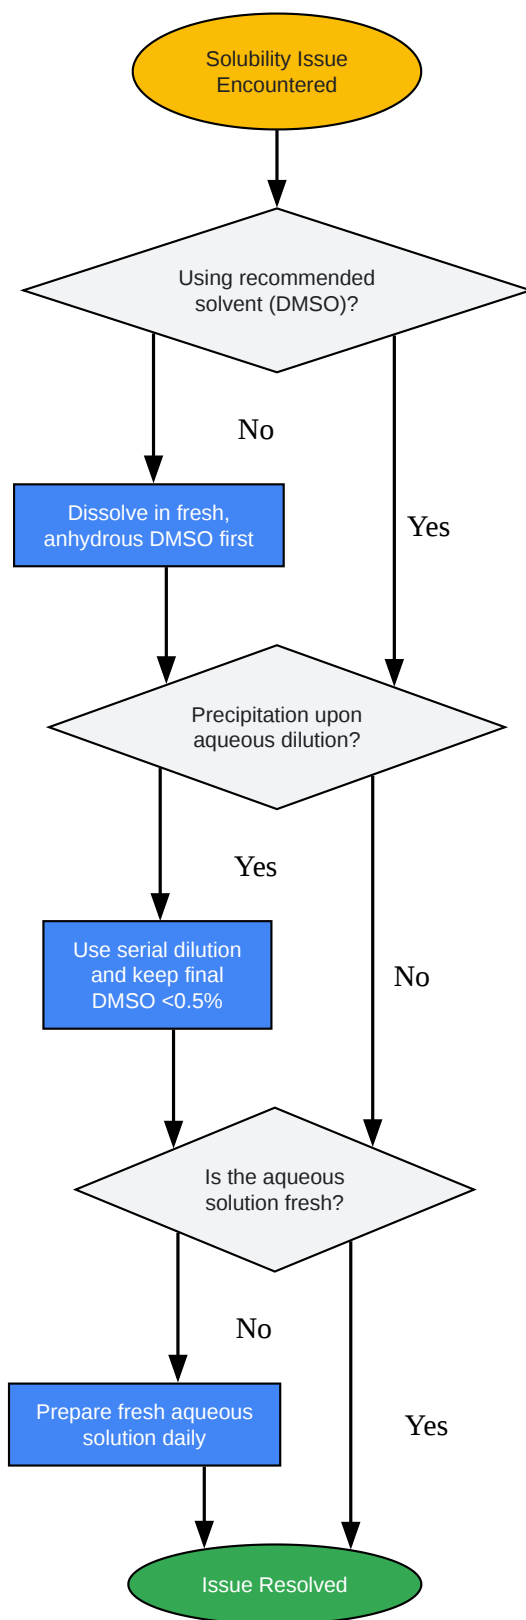 Solubility Issue
Encountered
Using recommended
solvent (DMSO)?
No
Dissolve in fresh,
anhydrous DMSO first
Yes
Precipitation upon
aqueous dilution?
Yes
Use serial dilution
and keep final
DMSO <0.5%
No
Is the aqueous
solution fresh?
No
Prepare fresh aqueous
solution daily
Yes
Issue Resolved